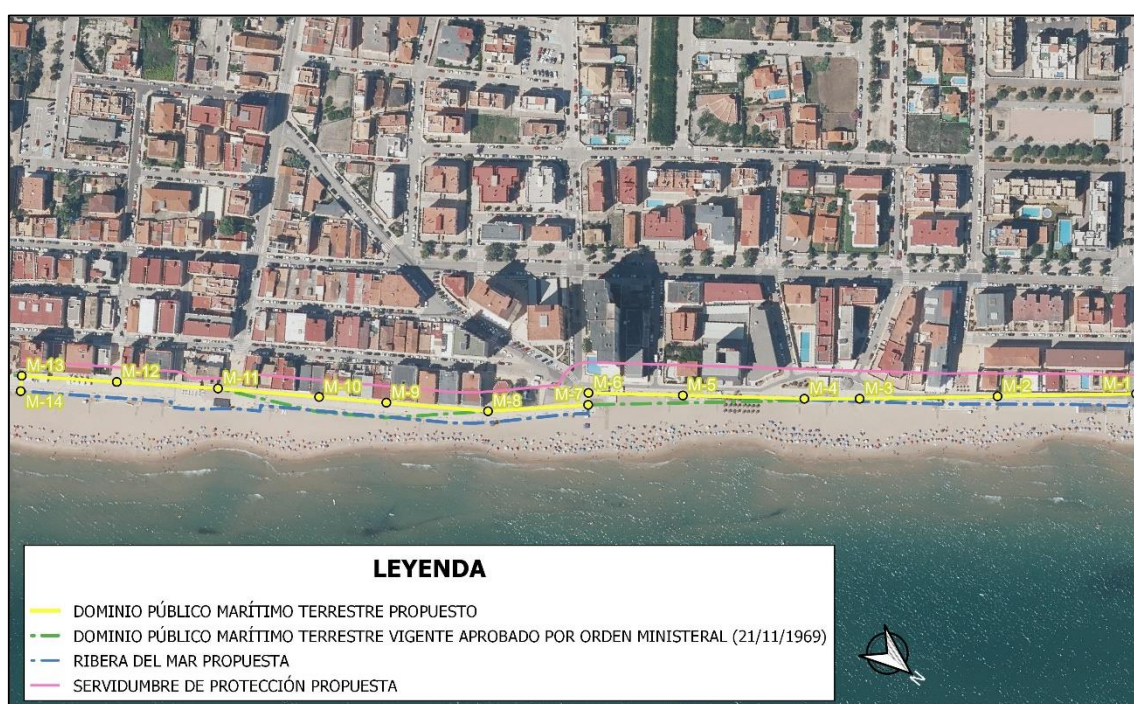 M-13
M-12
M-11
M-10
M-9
M-8
M-7
M-6
M-5
M-4
M-3
M-2
M-1
M-14
LEYENDA
DOMINIO PÚBLICO MARÍTIMO TERRESTRE PROPUESTO
DOMINIO PÚBLICO MARÍTIMO TERRESTRE VIGENTE APROBADO POR ORDEN MINISTERAL (21/11/1969)
RIBERA DEL MAR PROPUESTA
SERVIDUMBRE DE PROTECCIÓN PROPUESTA
N